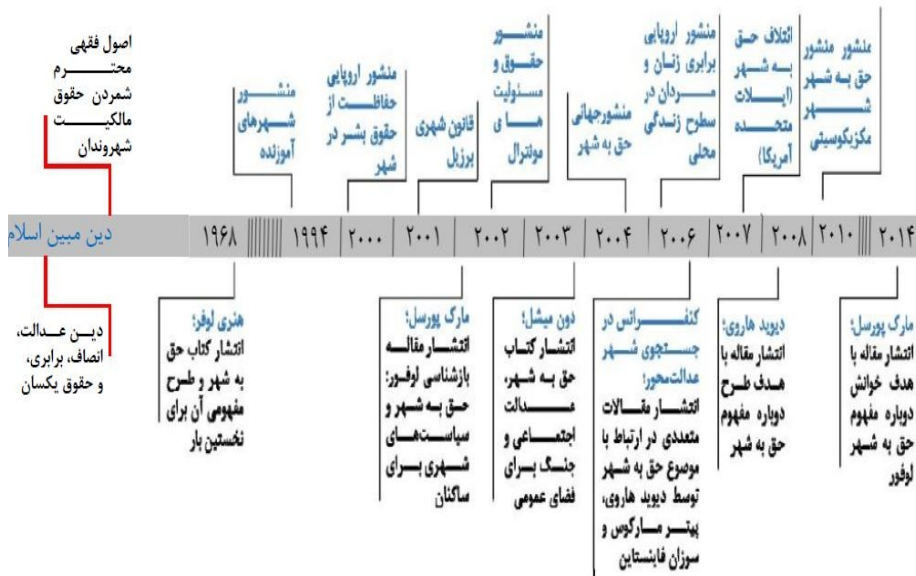 اصول فقهی
محترم
شمردن حقوق
مالکیت
شهروندان
منشور
شهرهای
آموزنده
منشور اروپایی
حفاظت از
حقوق بشر در
شهر
قانون شهری
برزیل
منشور
حقوق و
مسئولیت
های
مونترال
منشورجهانی
حق به شهر
منشور اروپایی
برابری زنان و
مردان در
سطوح زندگی
محلی
ائتلاف حق
به شهر
(ایلات
متحده
آمریکا)
منشور منشور
حق به شهر
شهر
مکزیکوسیتی
دین مبین اسلام
۱۹۶۸ ۱۹۹۴ ۲۰۰۰ ۲۰۰۱ ۲۰۰۲ ۲۰۰۳ ۲۰۰۴ ۲۰۰۶ ۲۰۰۷ ۲۰۰۸ ۲۰۱۰ ۲۰۱۴
دین عدالت،
انصاف، برابری،
و حقوق یکسان
هنری لوفر؛
انتشار کتاب حق
به شهر و طرح
مفهومی آن برای
نخستین بار
مارک پورسل؛
انتشار مقاله
بازشناسی لوفور:
حق به شهر و
سیاست‌های
شهری برای
ساکنان
دون میشل؛
انتشار کتاب
حق به شهر،
عدالت
اجتماعی و
جنگ برای
فضای عمومی
کنفرانس در
جستجوی شهر
عدالت‌محور؛
انتشار مقالات
متعددی در ارتباط با
موضوع حق به شهر
توسط دیوید هاروی،
پیتر مارکوس و
سوزان فاینستاین
دیوید هاروی؛
انتشار مقاله با
هدف طرح
دوباره مفهوم
حق به شهر
مارک پورسل؛
انتشار مقاله با
هدف خوانش
دوباره مفهوم
حق به شهر
لوفور